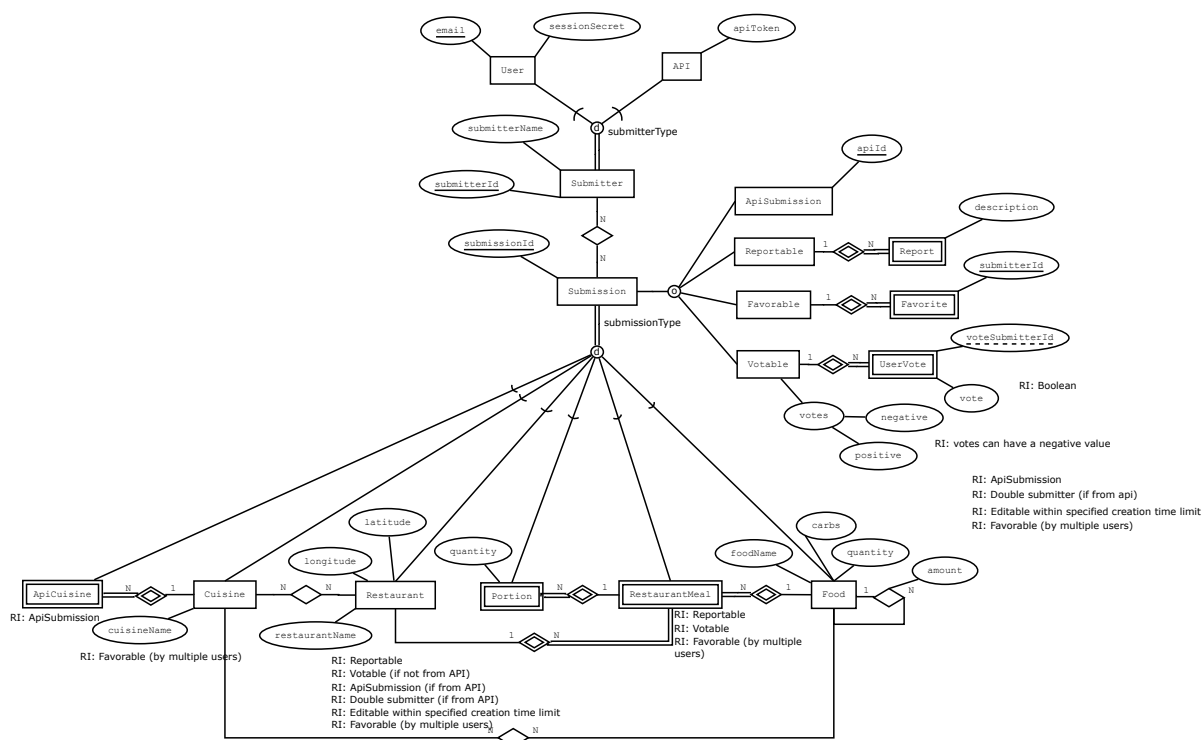 email
sessionSecret
apiToken
User
API
d
submitterType
submitterName
submitterId
Submitter
apiId
ApiSubmission
N
N
submissionId
Submission
o
description
Reportable
1
N
Report
submitterId
Favorable
1
N
Favorite
submissionType
d
voteSubmitterId
Votable
1
N
UserVote
RI: Boolean
vote
votes
negative
positive
RI: votes can have a negative value
RI: ApiSubmission
RI: Double submitter (if from api)
RI: Editable within specified creation time limit
RI: Favorable (by multiple users)
latitude
longitude
quantity
carbs
foodName
quantity
amount
ApiCuisine
N
1
Cuisine
N
N
Restaurant
Portion
N
1
RestaurantMeal
N
1
Food
1
N
RI: ApiSubmission
cuisineName
RI: Favorable (by multiple users)
restaurantName
1
N
RI: Reportable
RI: Votable
RI: Favorable (by multiple
users)
RI: Reportable
RI: Votable (if not from API)
RI: ApiSubmission (if from API)
RI: Double submitter (if from API)
RI: Editable within specified creation time limit
RI: Favorable (by multiple users)
N
N